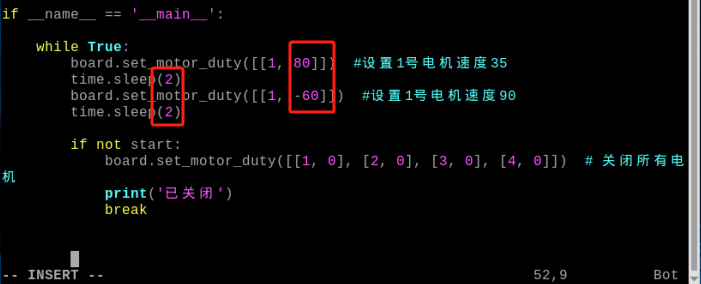 if __name__ == '__main__':
while True:
board.set_motor_duty([[1, 80]])  #设置1号电机速度35
time.sleep(2)
board.set_motor_duty([[1, -60]])  #设置1号电机速度90
time.sleep(2)
if not start:
board.set_motor_duty([[1, 0], [2, 0], [3, 0], [4, 0]])  # 关闭所有电
机
print('已关闭')
break
-- INSERT --  52,9  Bot